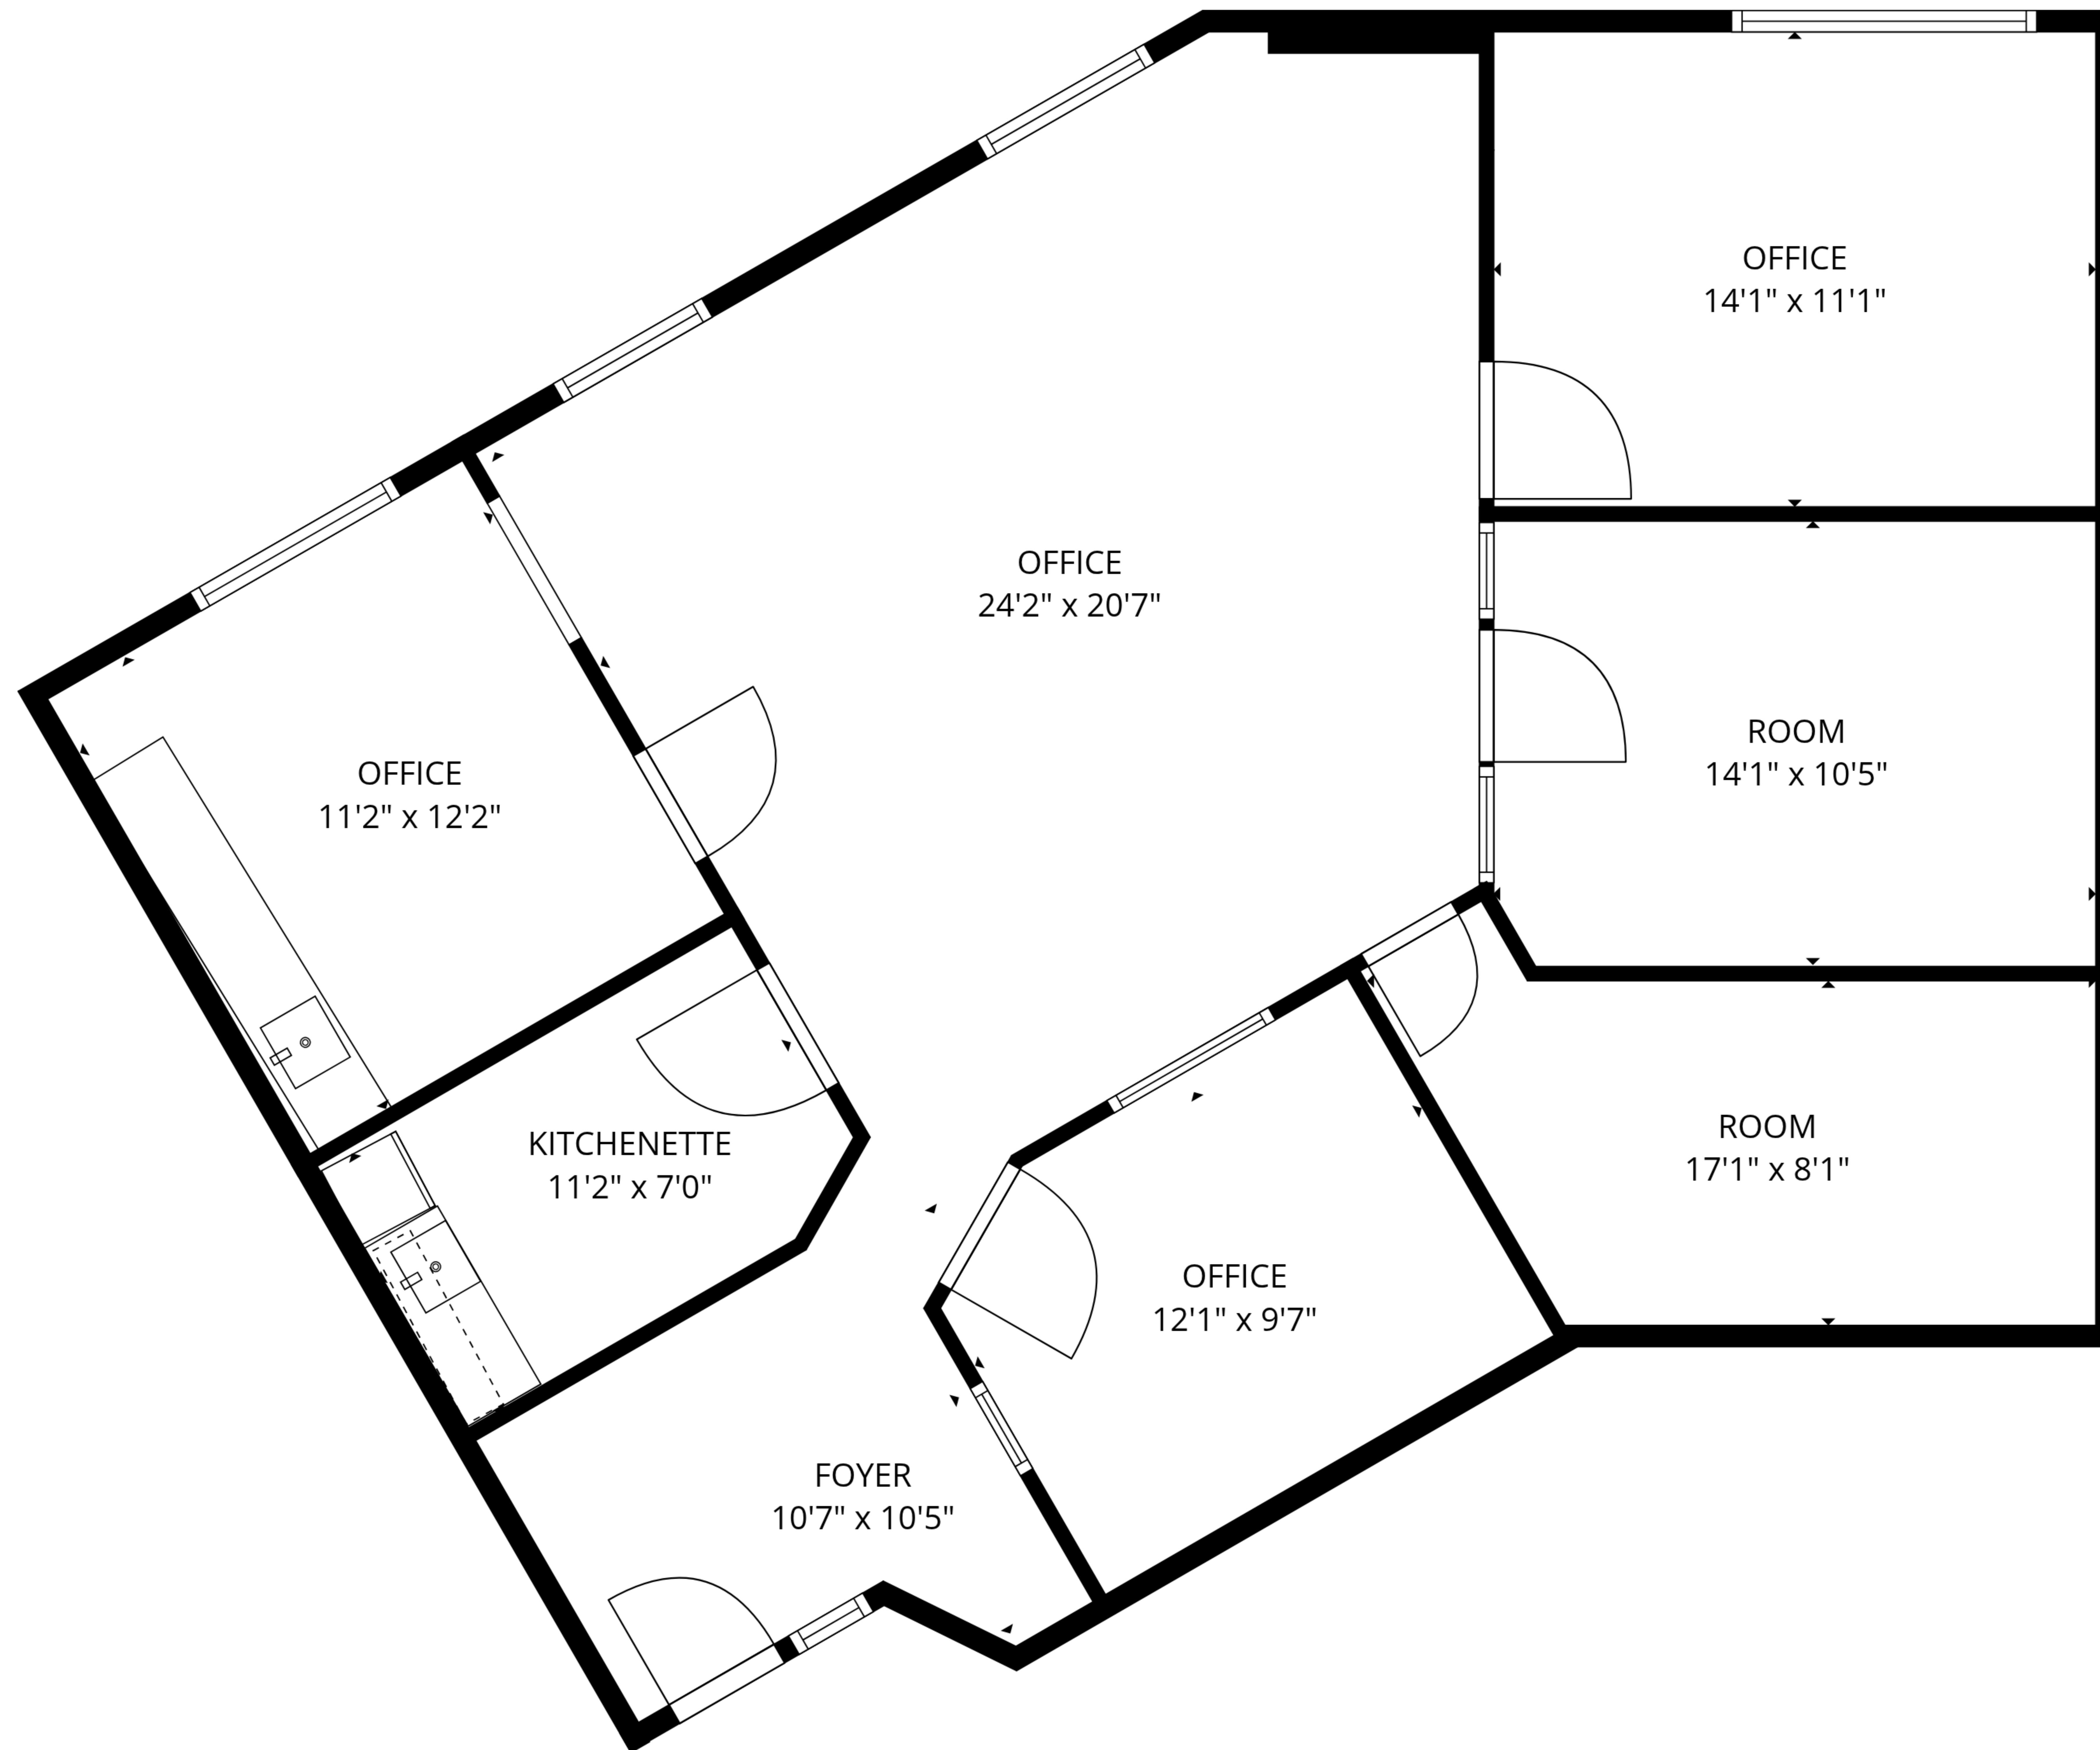 OFFICE
14'1" x 11'1"
OFFICE
24'2" x 20'7"
ROOM
14'1" x 10'5"
OFFICE
11'2" x 12'2"
KITCHENETTE
11'2" x 7'0"
ROOM
17'1" x 8'1"
OFFICE
12'1" x 9'7"
FOYER
10'7" x 10'5"